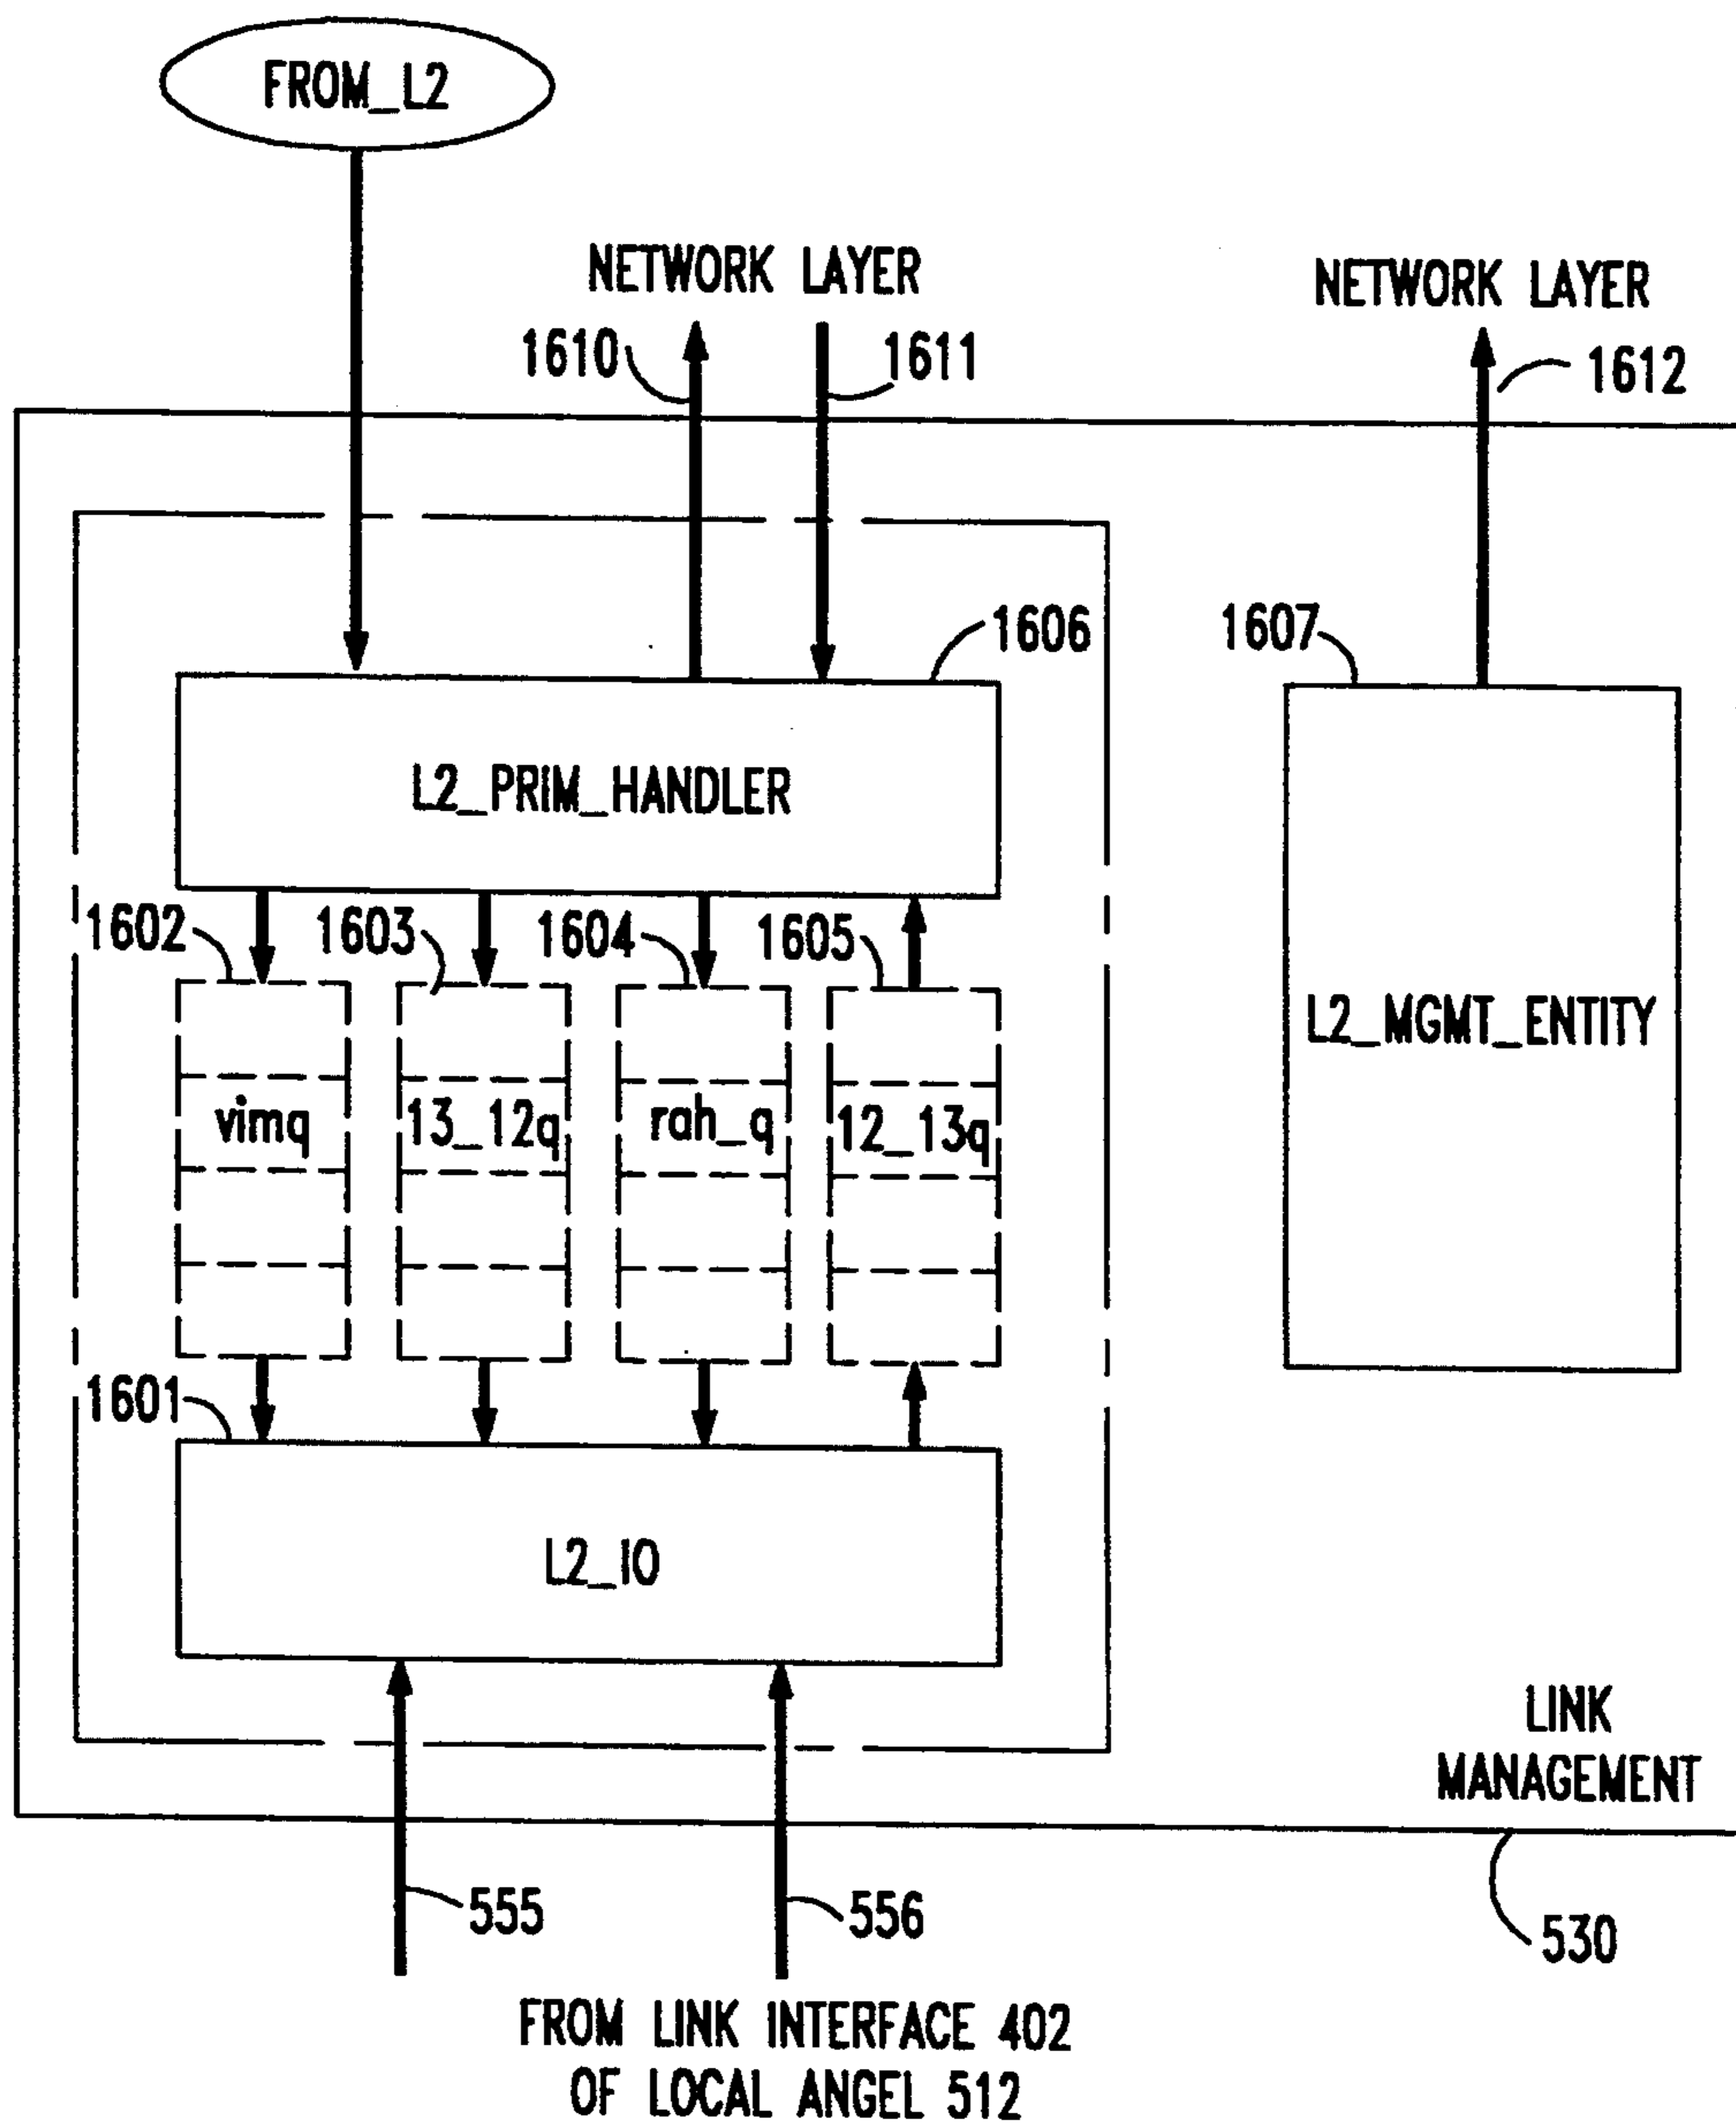 FROM_L2
NETWORK LAYER
NETWORK LAYER
1610
1611
1612
1606
1607
L2_PRIM_HANDLER
1602
1603
1604
1605
L2_MGMT_ENTITY
vimq
13_12q
rah_q
12_13q
1601
L2_IO
LINK
MANAGEMENT
555
556
530
FROM LINK INTERFACE 402
OF LOCAL ANGEL 512